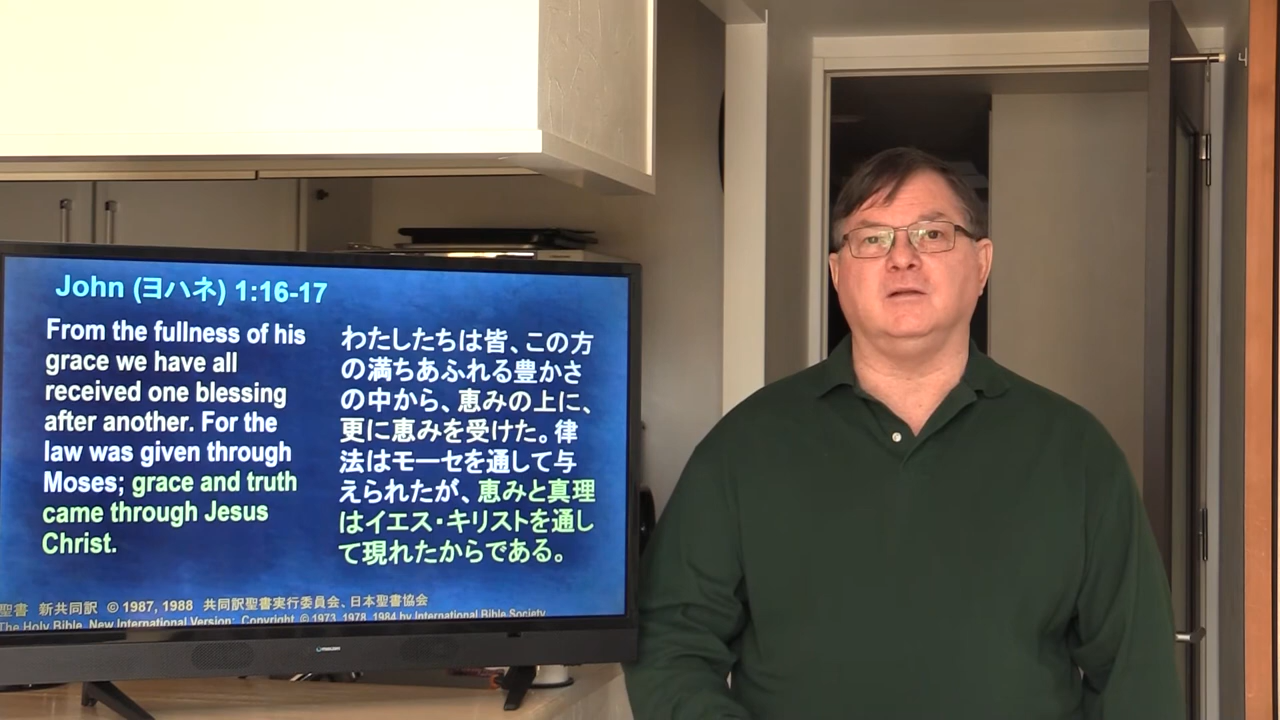 John (ヨハネ) 1:16-17
From the fullness of his
grace we have all
received one blessing
after another. For the
law was given through
Moses; grace and truth
came through Jesus
Christ.
わたしたちは皆、この方
の満ちあふれる豊かさ
の中から、恵みの上に、
更に恵みを受けた。律
法はモーセを通して与
えられたが、恵みと真理
はイエス・キリストを通し
て現れたからである。
聖書 新共同訳 © 1987, 1988 共同訳聖書実行委員会、日本聖書協会
The Holy Bible, New International Version: Copyright © 1973, 1978, 1984 by International Bible Society